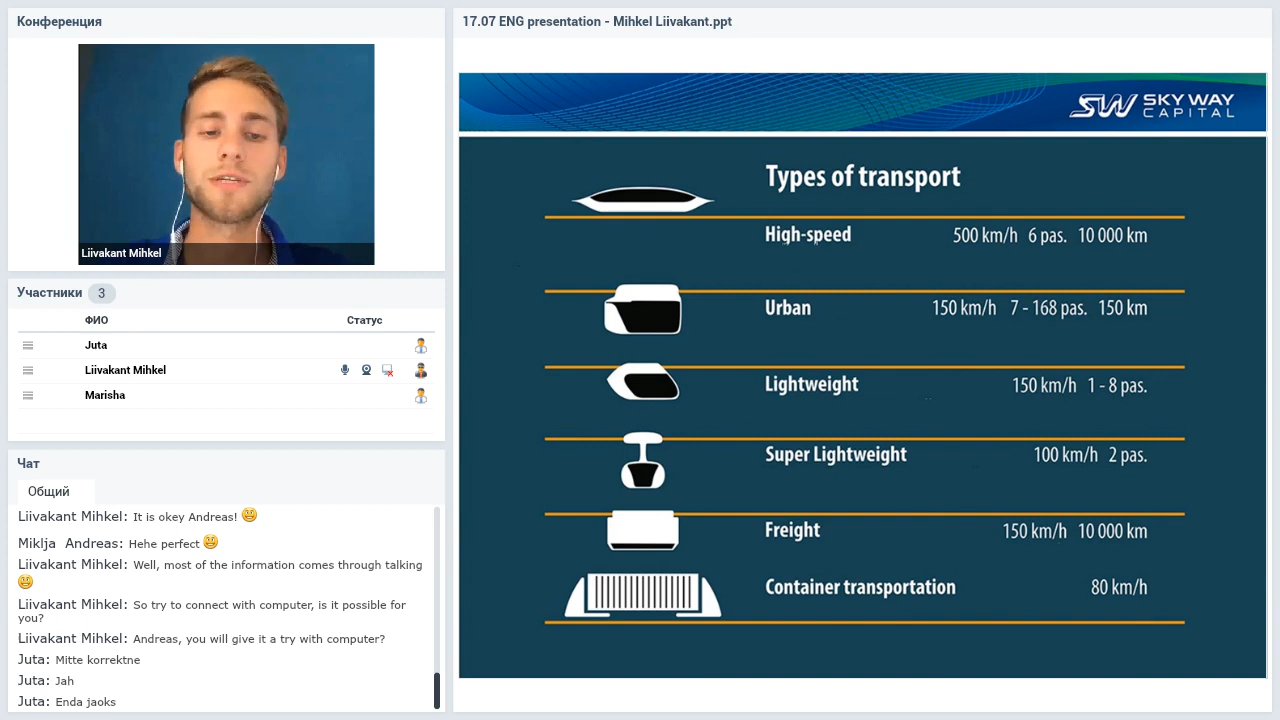 Конференция
Liivakant Mihkel
Участники 3
ФИО Статус
Juta
Liivakant Mihkel
Marisha
Чат
Общий
Liivakant Mihkel: It is okey Andreas!
Miklja Andreas: Hehe perfect
Liivakant Mihkel: Well, most of the information comes through talking
Liivakant Mihkel: So try to connect with computer, is it possible for
you?
Liivakant Mihkel: Andreas, you will give it a try with computer?
Juta: Mitte korrektne
Juta: Jah
Juta: Enda jaoks
17.07 ENG presentation - Mihkel Liivakant.ppt
SW SKY WAY
CAPITAL
Types of transport
High-speed 500 km/h 6 pas. 10 000 km
Urban 150 km/h 7 - 168 pas. 150 km
Lightweight 150 km/h 1 - 8 pas.
Super Lightweight 100 km/h 2 pas.
Freight 150 km/h 10 000 km
Container transportation 80 km/h